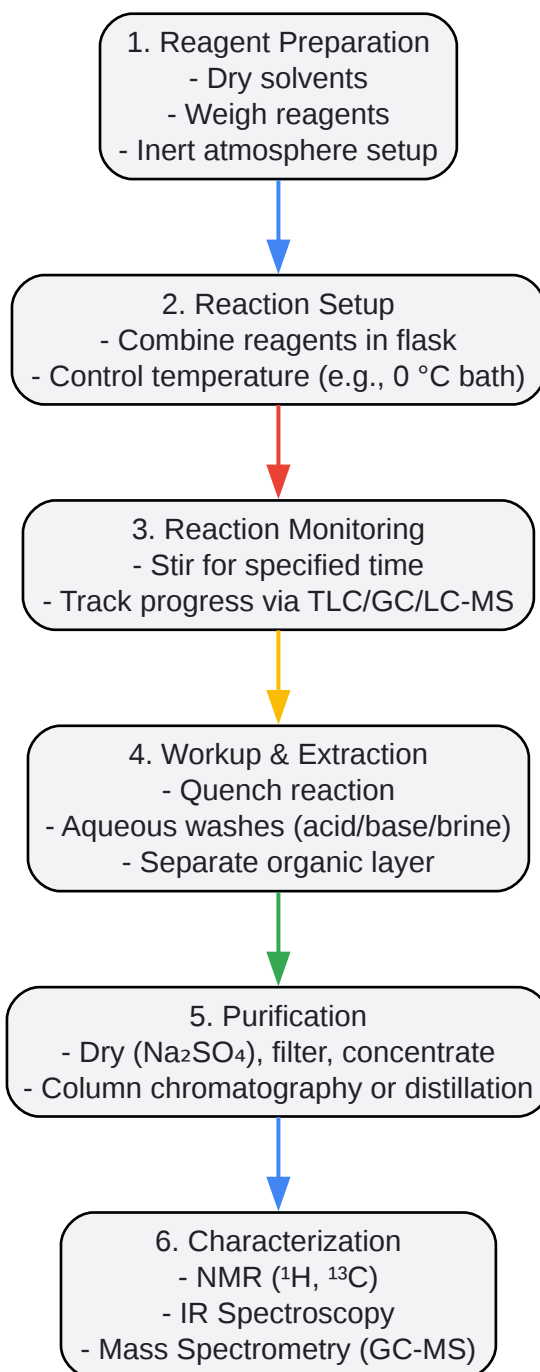 1. Reagent Preparation
- Dry solvents
- Weigh reagents
- Inert atmosphere setup
2. Reaction Setup
- Combine reagents in flask
- Control temperature (e.g., 0 °C bath)
3. Reaction Monitoring
- Stir for specified time
- Track progress via TLC/GC/LC-MS
4. Workup & Extraction
- Quench reaction
- Aqueous washes (acid/base/brine)
- Separate organic layer
5. Purification
- Dry (Na₂SO₄), filter, concentrate
- Column chromatography or distillation
6. Characterization
- NMR (¹H, ¹³C)
- IR Spectroscopy
- Mass Spectrometry (GC-MS)